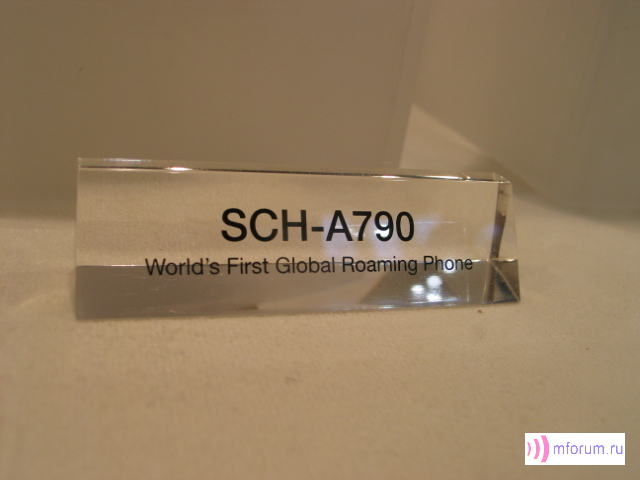 SCH-A790
World's First Global Roaming Phone
mforum.ru